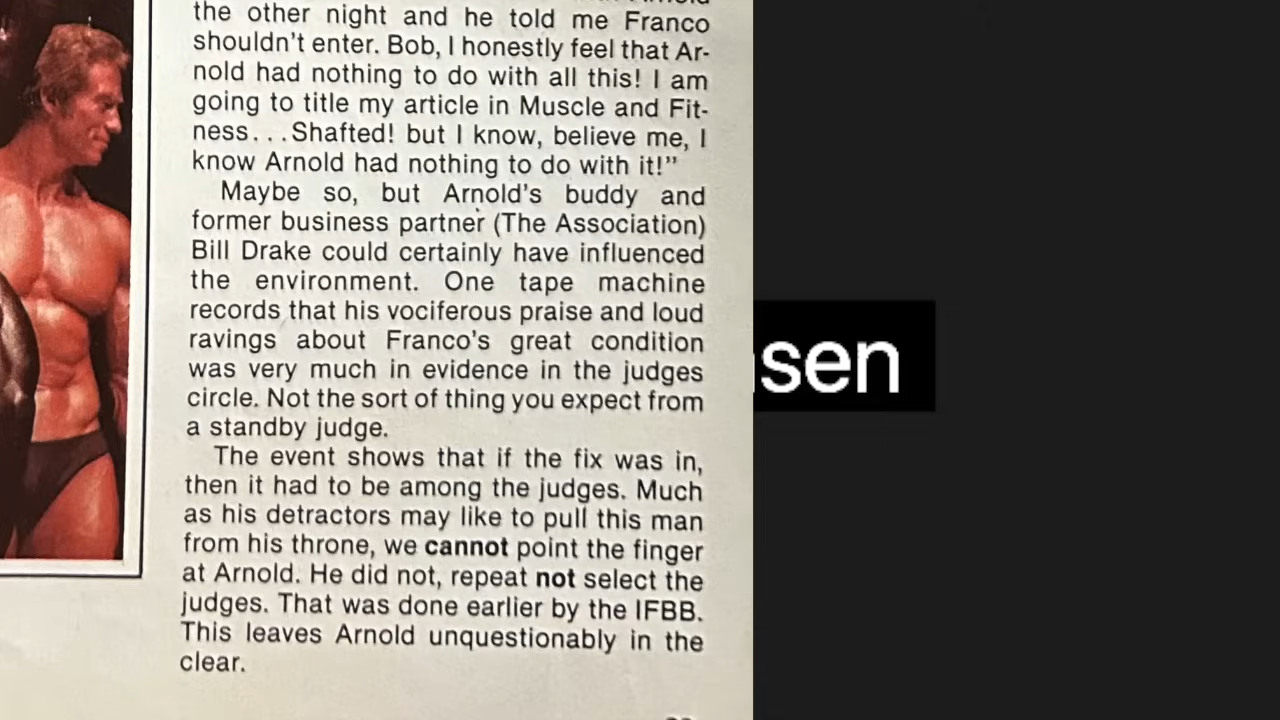 the other night and he told me Franco
shouldn't enter. Bob, I honestly feel that Ar-
nold had nothing to do with all this! I am
going to title my article in Muscle and Fit-
ness...Shafted! but I know, believe me, I
know Arnold had nothing to do with it!"
Maybe so, but Arnold's buddy and
former business partner (The Association)
Bill Drake could certainly have influenced
the environment. One tape machine
records that his vociferous praise and loud
ravings about Franco's great condition
was very much in evidence in the judges
circle. Not the sort of thing you expect from
a standby judge.
The event shows that if the fix was in,
then it had to be among the judges. Much
as his detractors may like to pull this man
from his throne, we cannot point the finger
at Arnold. He did not, repeat not select the
judges. That was done earlier by the IFBB.
This leaves Arnold unquestionably in the
clear.
sen